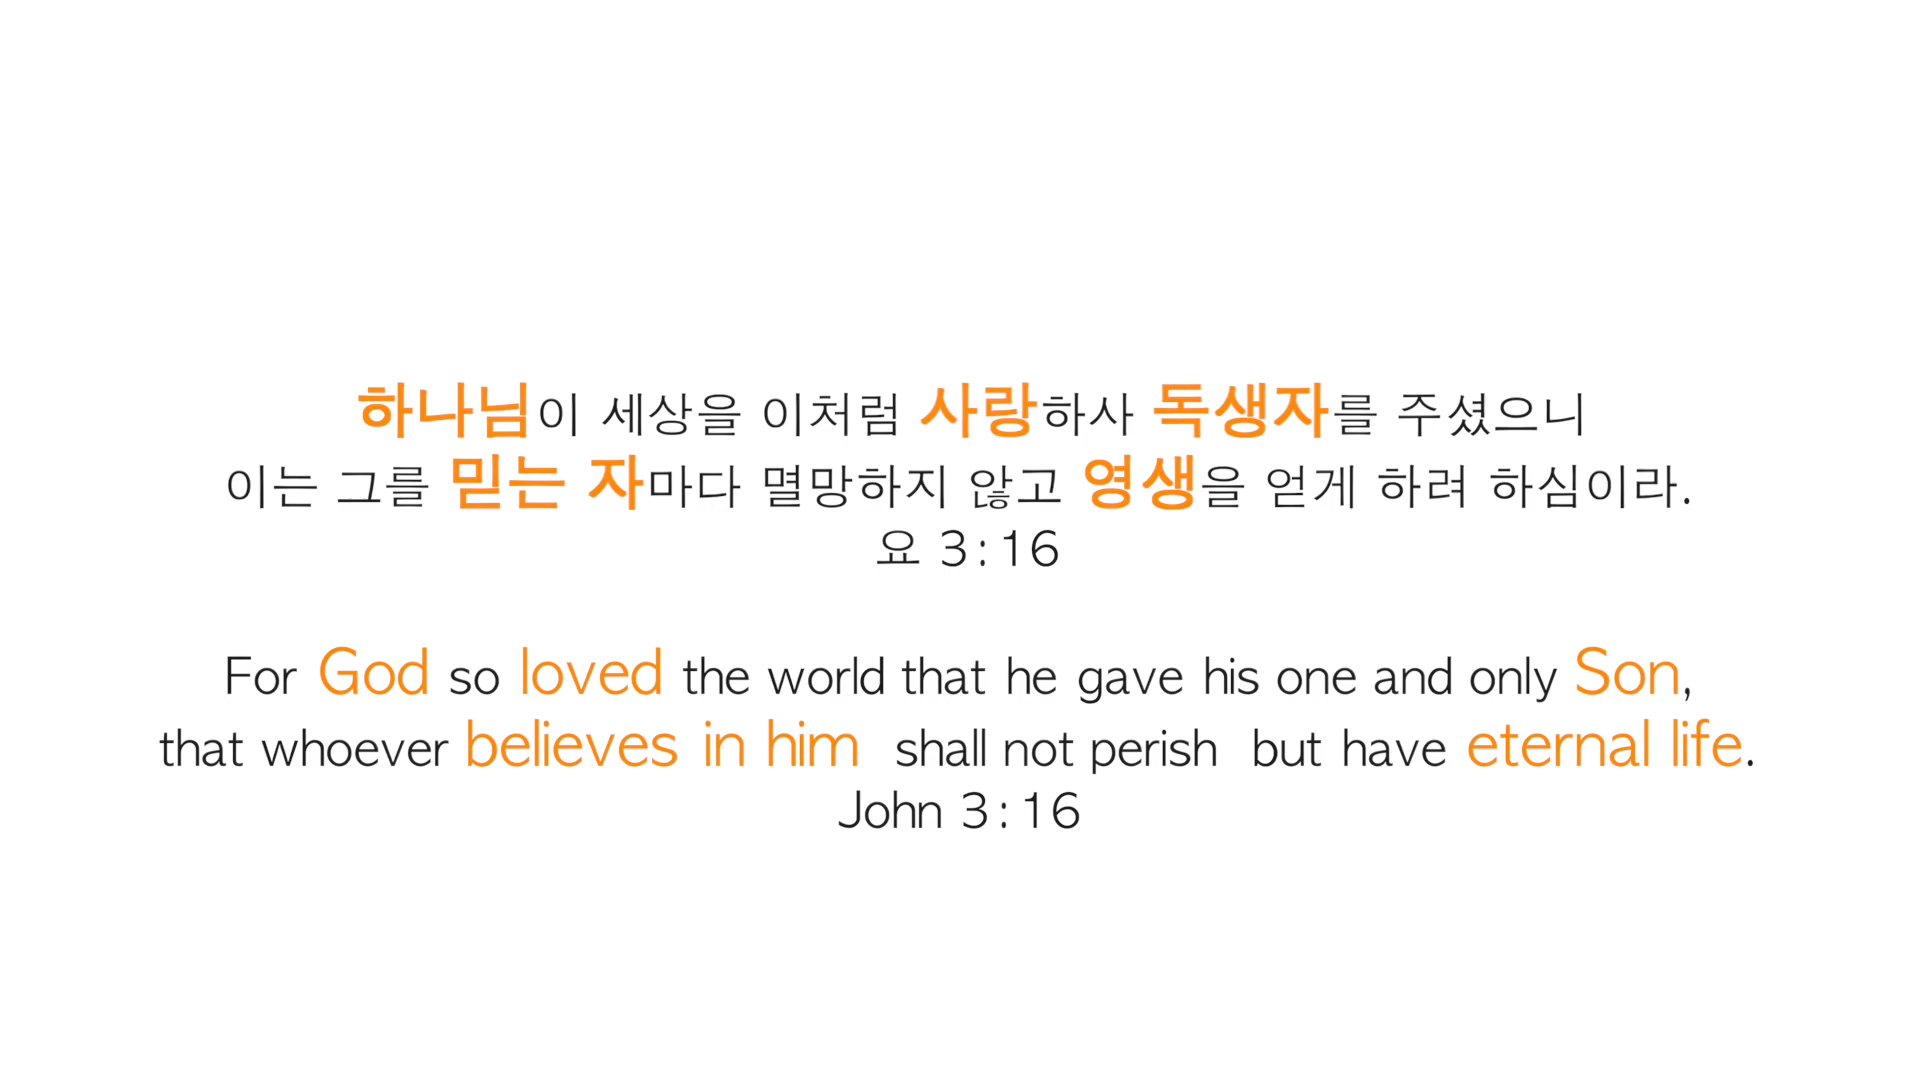 하나님이 세상을 이처럼 사랑하사 독생자를 주셨으니
이는 그를 믿는 자마다 멸망하지 않고 영생을 얻게 하려 하심이라.
요 3:16
For God so loved the world that he gave his one and only Son,
that whoever believes in him shall not perish but have eternal life.
John 3:16